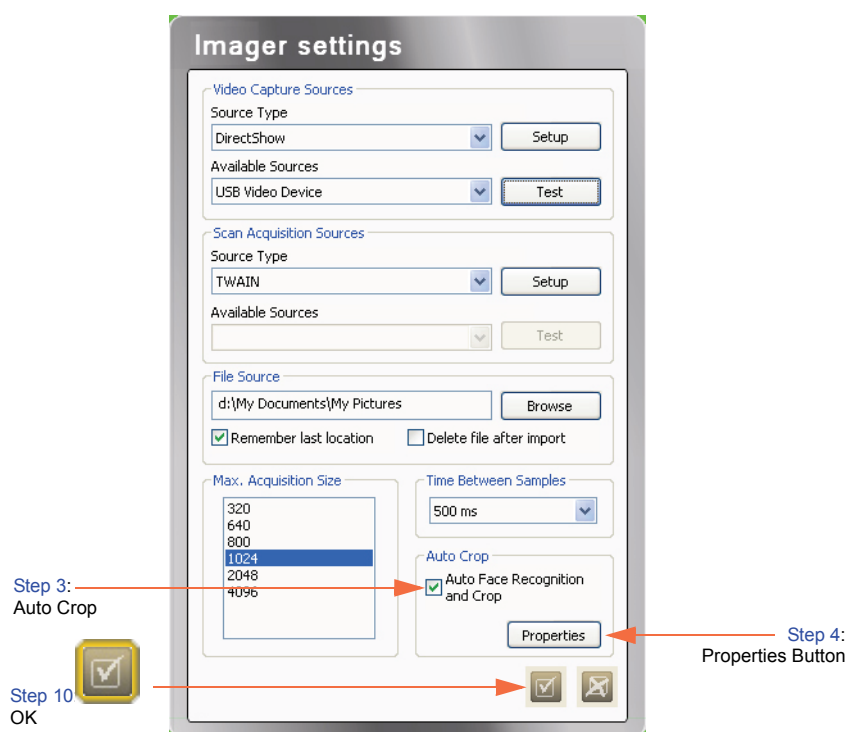 Imager settings
Video Capture Sources
Source Type
DirectShow
Setup
Available Sources
USB Video Device
Test
Scan Acquisition Sources
Source Type
TWAIN
Setup
Available Sources
Test
File Source
d:\My Documents\My Pictures
Browse
Remember last location
Delete file after import
Max. Acquisition Size
320
640
800
1024
2048
4096
Time Between Samples
500 ms
Auto Crop
Auto Face Recognition
and Crop
Properties
Step 3:
Auto Crop
Step 4:
Properties Button
Step 10
OK